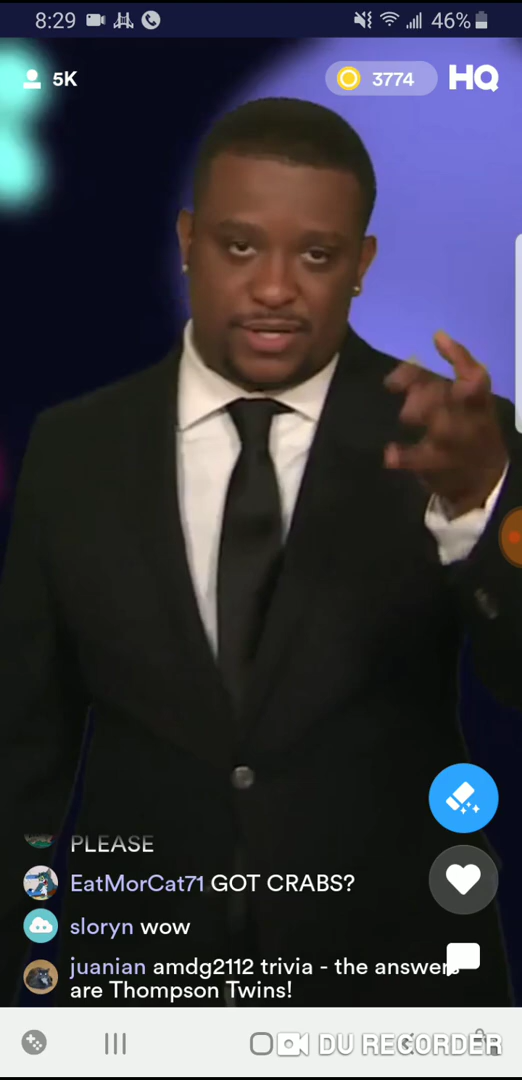 8:29 46%
5K 3774 HQ
PLEASE
EatMorCat71 GOT CRABS?
sloryn wow
juanian amdg2112 trivia - the answers
are Thompson Twins!
DU RECORDER